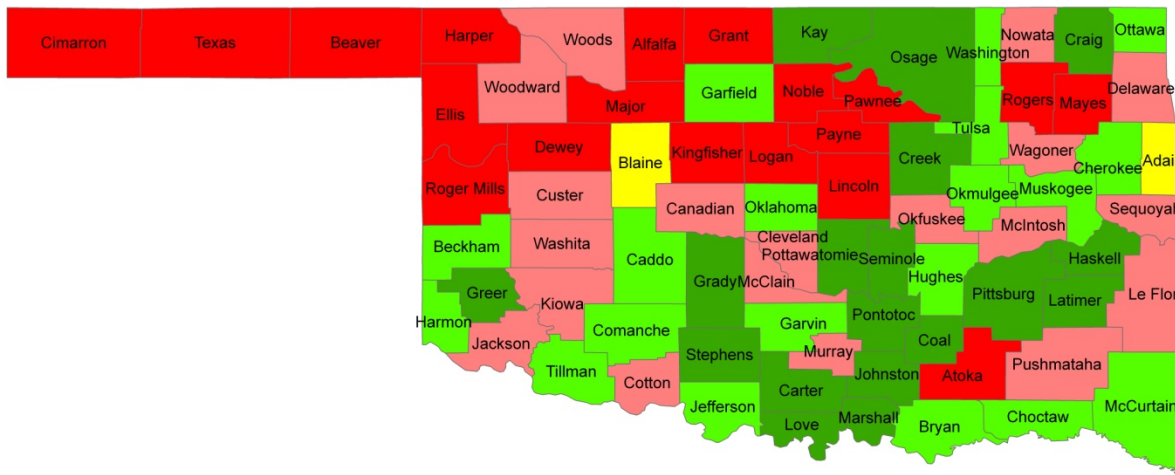 Cimarron
Texas
Beaver
Harper
Woods
Alfalfa
Grant
Kay
Osage
Washington
Nowata
Craig
Ottawa
Woodward
Ellis
Major
Garfield
Noble
Pawnee
Rogers
Mayes
Delaware
Dewey
Blaine
Kingfisher
Logan
Payne
Creek
Tulsa
Wagoner
Cherokee
Adai
Roger Mills
Custer
Canadian
Oklahoma
Lincoln
Okmulgee
Muskogee
Okfuskee
McIntosh
Sequoyal
Beckham
Washita
Caddo
Cleveland
Pottawatomie
Seminole
Hughes
Haskell
Greer
Kiowa
Grady
McClain
Pittsburg
Latimer
Le Flor
Harmon
Jackson
Comanche
Garvin
Pontotoc
Coal
Tillman
Cotton
Stephens
Murray
Johnston
Atoka
Pushmataha
Jefferson
Carter
Love
Marshall
Bryan
Choctaw
McCurtain